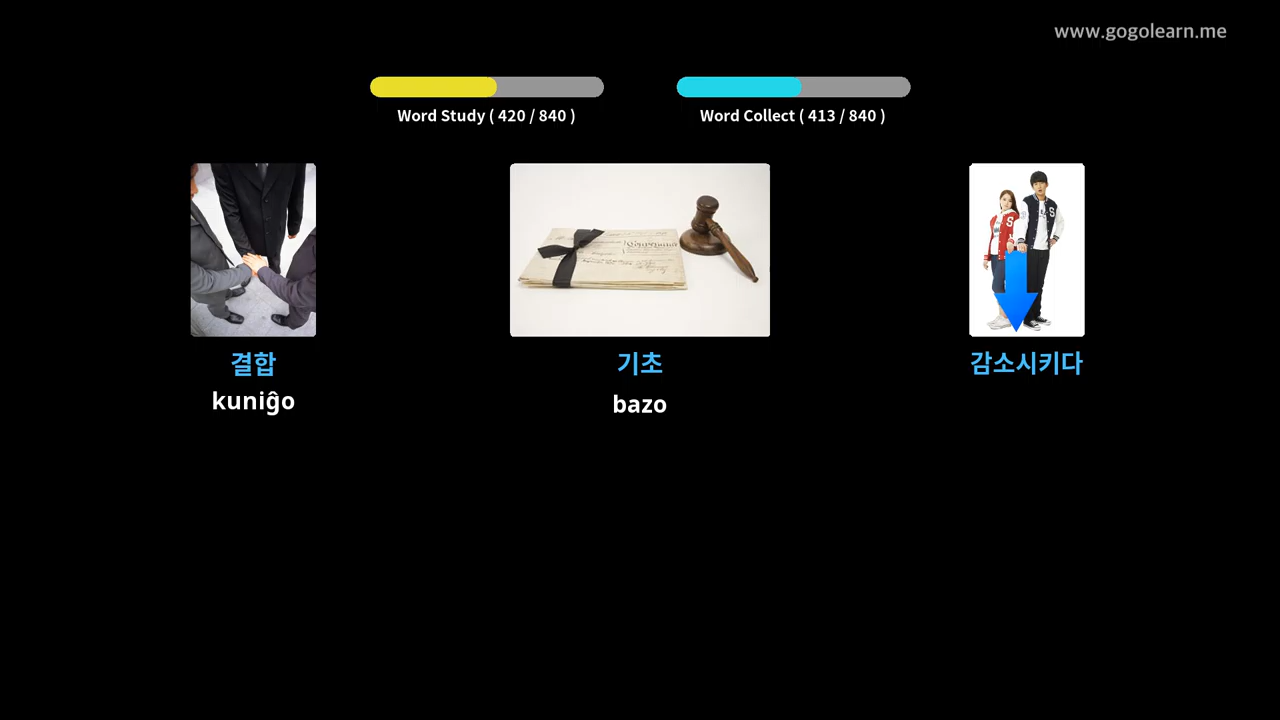 www.gogolearn.me
Word Study ( 420 / 840 )
Word Collect ( 413 / 840 )
결합
kuniĝo
기초
bazo
감소시키다